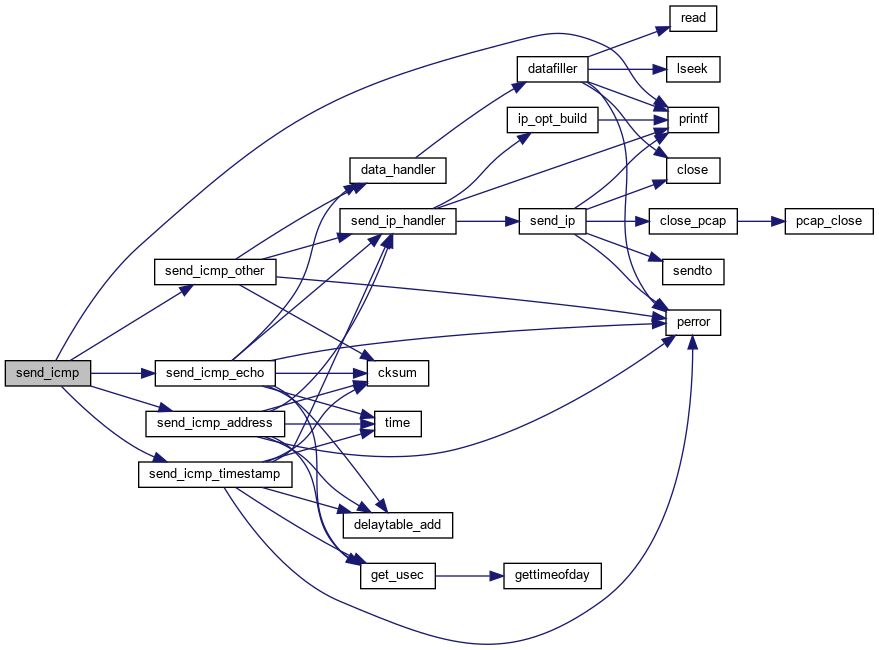 read
datafiller
lseek
ip_opt_build
printf
data_handler
close
send_ip_handler
send_ip
close_pcap
pcap_close
send_icmp_other
sendto
perror
send_icmp
send_icmp_echo
cksum
send_icmp_address
time
send_icmp_timestamp
delaytable_add
get_usec
gettimeofday